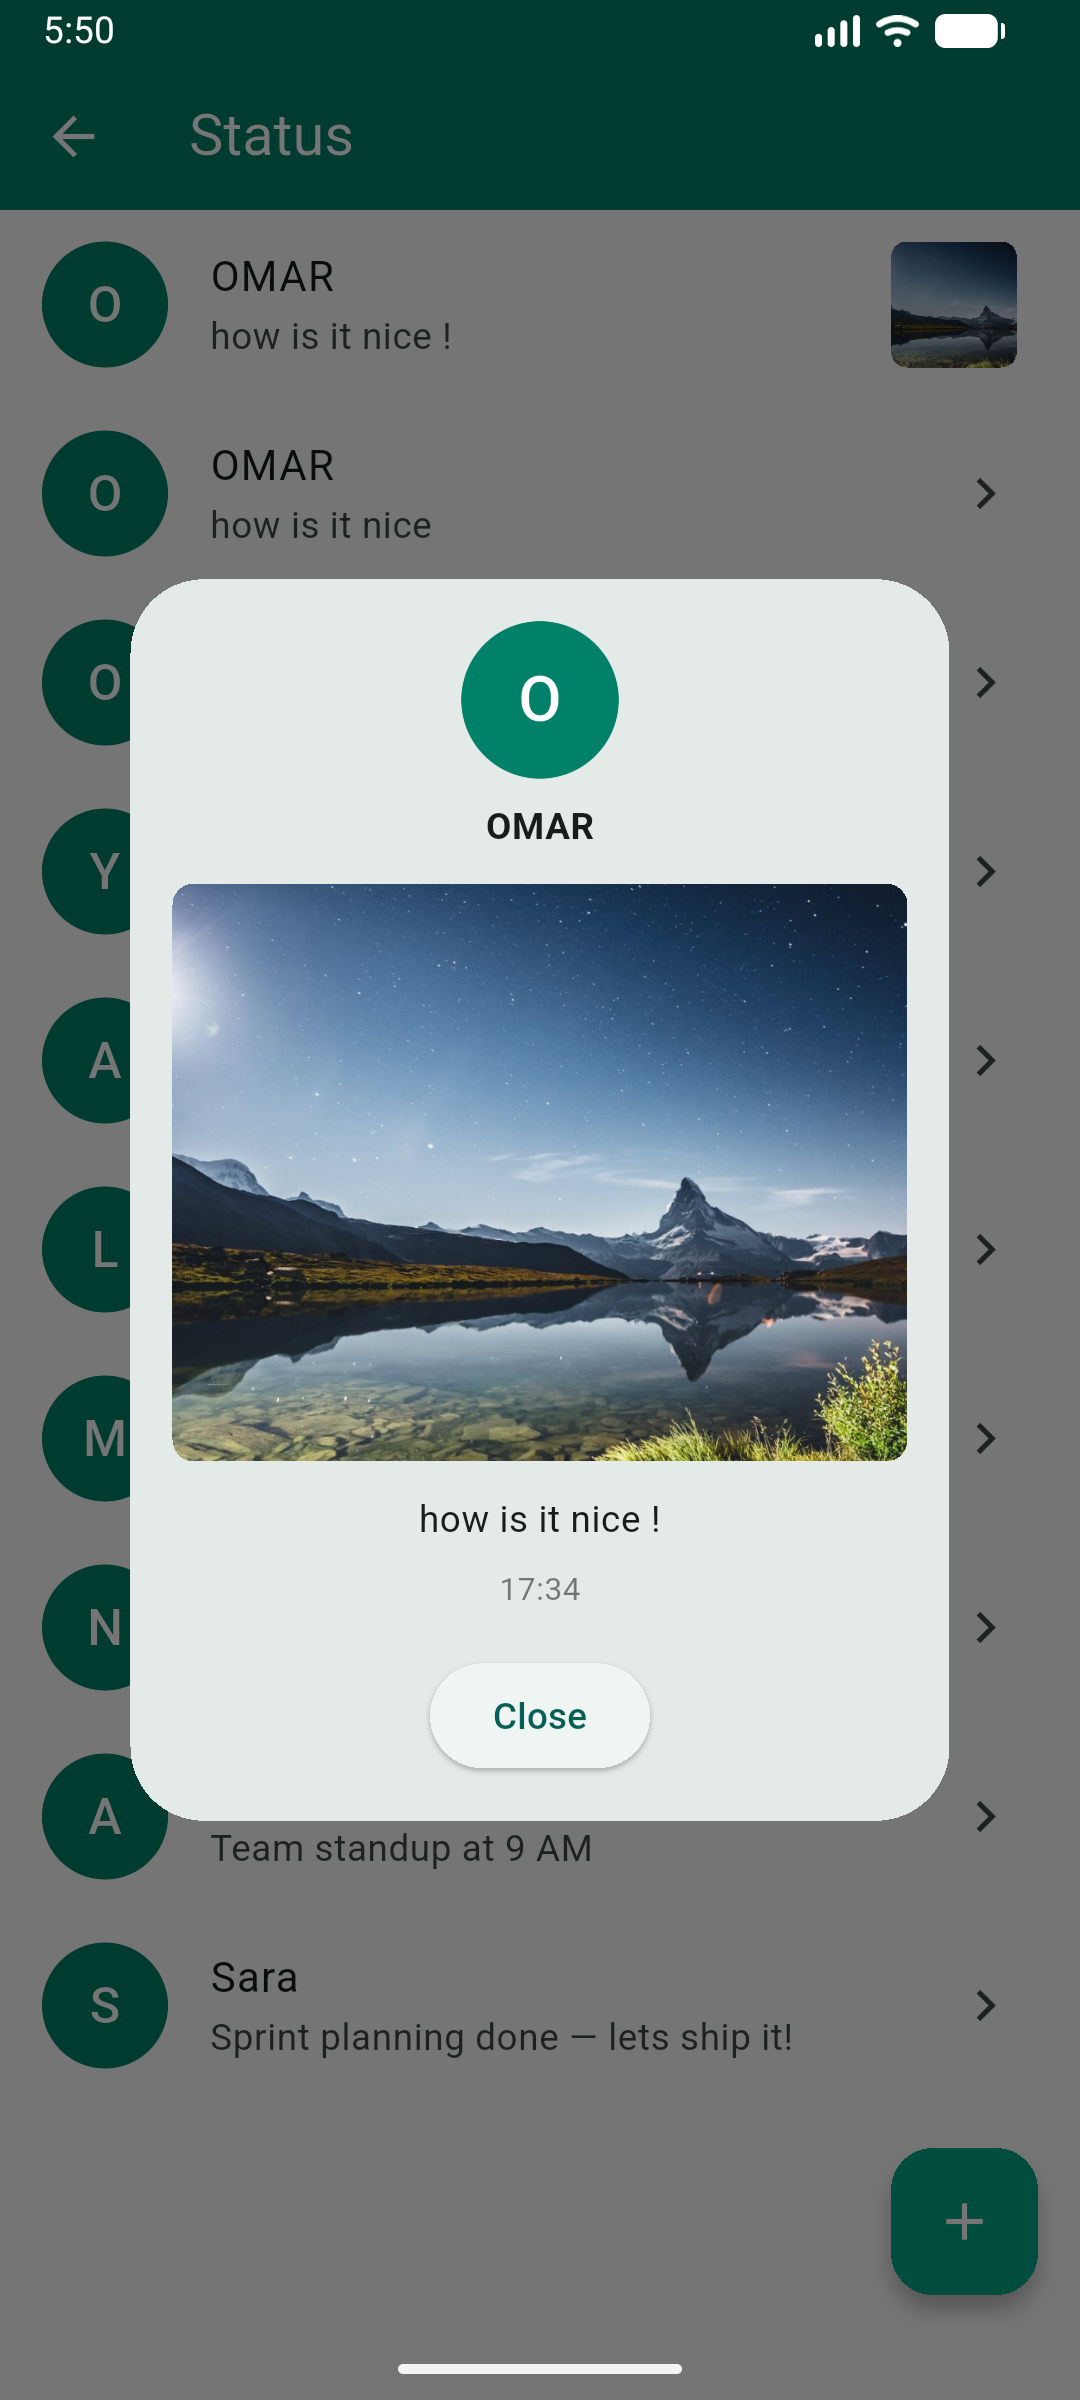 5:50
Status
O
OMAR
how is it nice !
O
OMAR
how is it nice
O
Y
A
L
M
N
A
Team standup at 9 AM
S
Sara
Sprint planning done — lets ship it!
O
OMAR
how is it nice !
17:34
Close